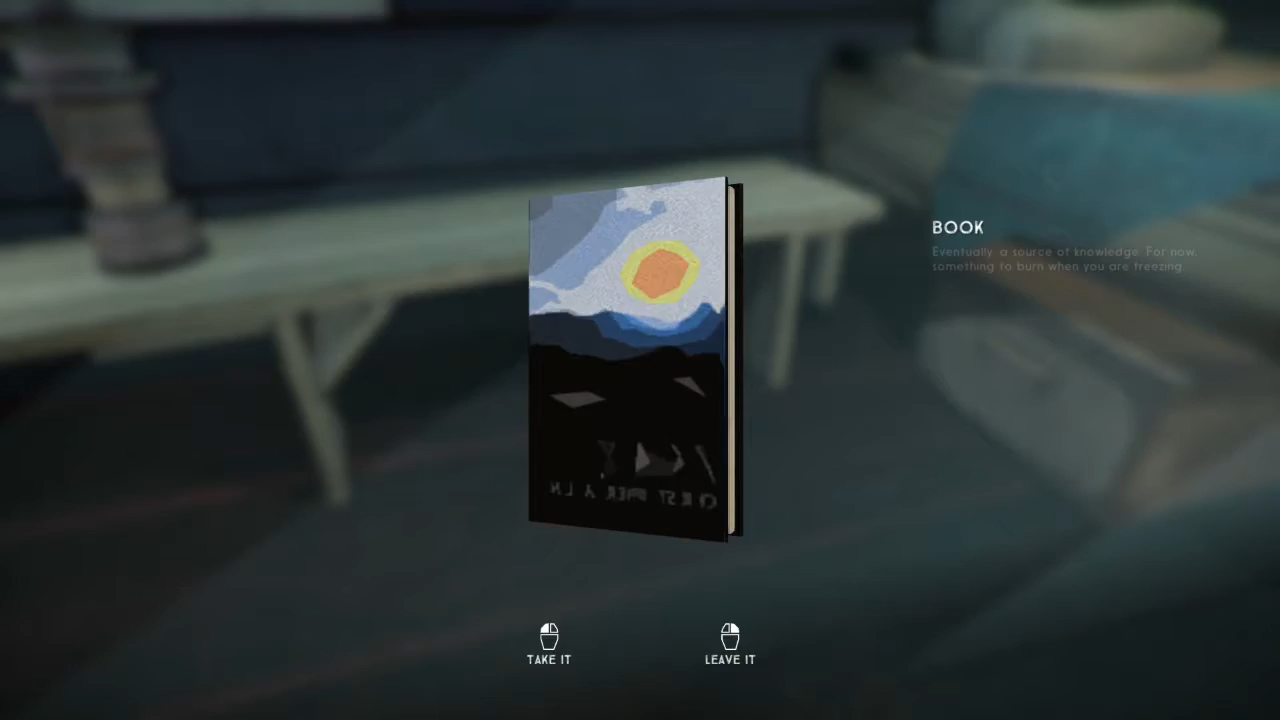 BOOK
Eventually a source of knowledge. For now,
something to burn when you are freezing.
TAKE IT
LEAVE IT